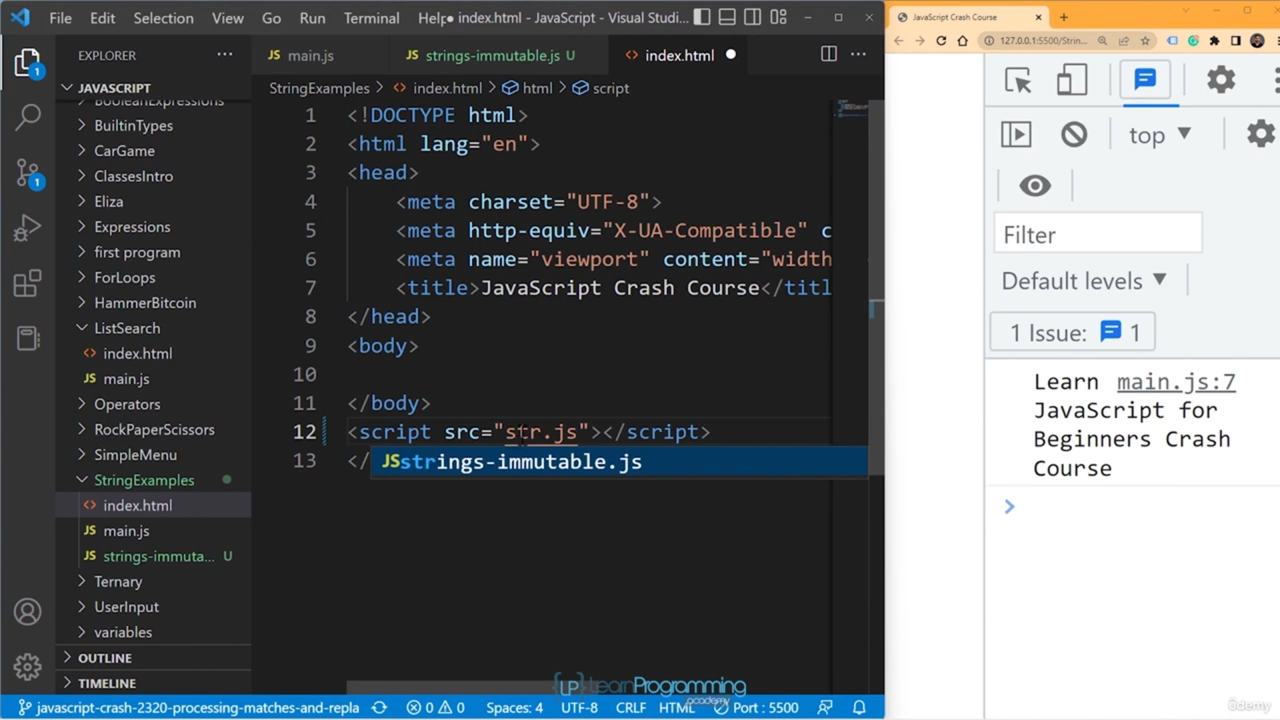 File Edit Selection View Go Run Terminal Help
index.html - JavaScript - Visual Studi...
EXPLORER
JAVASCRIPT
BooleanExpressions
BuiltinTypes
CarGame
ClassesIntro
Eliza
Expressions
first program
ForLoops
HammerBitcoin
ListSearch
index.html
main.js
Operators
RockPaperScissors
SimpleMenu
StringExamples
index.html
main.js
strings-immuta... U
Ternary
UserInput
variables
OUTLINE
TIMELINE
main.js
strings-immutable.js U
index.html
StringExamples > index.html > html > script
1 <!DOCTYPE html>
2 <html lang="en">
3 <head>
4 <meta charset="UTF-8">
5 <meta http-equiv="X-UA-Compatible" c
6 <meta name="viewport" content="width
7 <title>JavaScript Crash Course</titl
8 </head>
9 <body>
10
11 </body>
12 <script src="str.js"></script>
13 </
JS strings-immutable.js
javascript-crash-2320-processing-matches-and-repla
0 0
Spaces: 4 UTF-8 CRLF HTML Port : 5500
LP LearnProgramming
academy
JavaScript Crash Course
127.0.0.1:5500/Strin...
top
Filter
Default levels
1 Issue: 1
Learn main.js:7
JavaScript for
Beginners Crash
Course
ûdemy